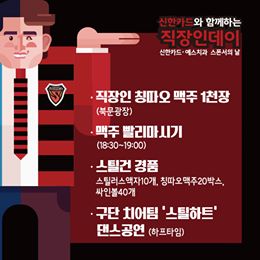 신한카드와 함께하는
직장인데이
신한카드·예스치과 스폰서의 날
· 직장인 칭따오 맥주 1천장
(북문광장)
· 맥주 빨리마시기
(18:30~19:00)
· 스틸건 경품
스틸러스액자10개, 칭따오맥주20박스,
싸인볼40개
· 구단 치어팀 '스틸하트'
댄스공연 (하프타임)